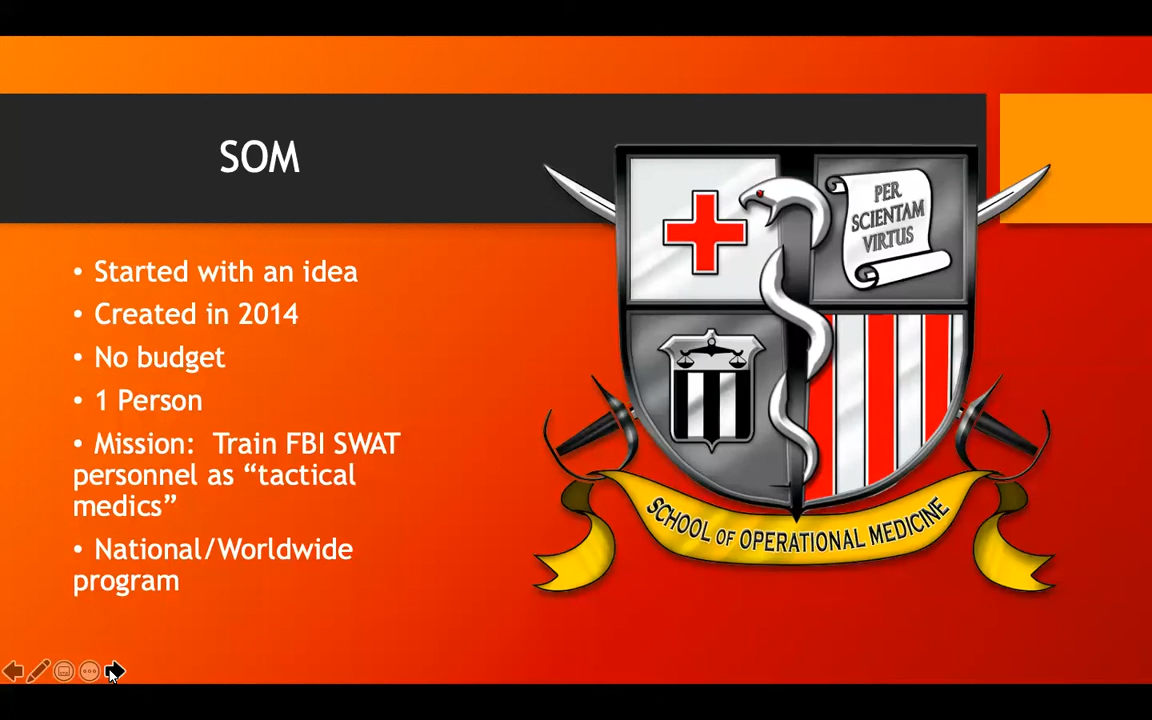 SOM
• Started with an idea
• Created in 2014
• No budget
• 1 Person
• Mission:  Train FBI SWAT
personnel as “tactical
medics”
• National/Worldwide
program
PER
SCIENTAM
VIRTUS
SCHOOL OF OPERATIONAL MEDICINE